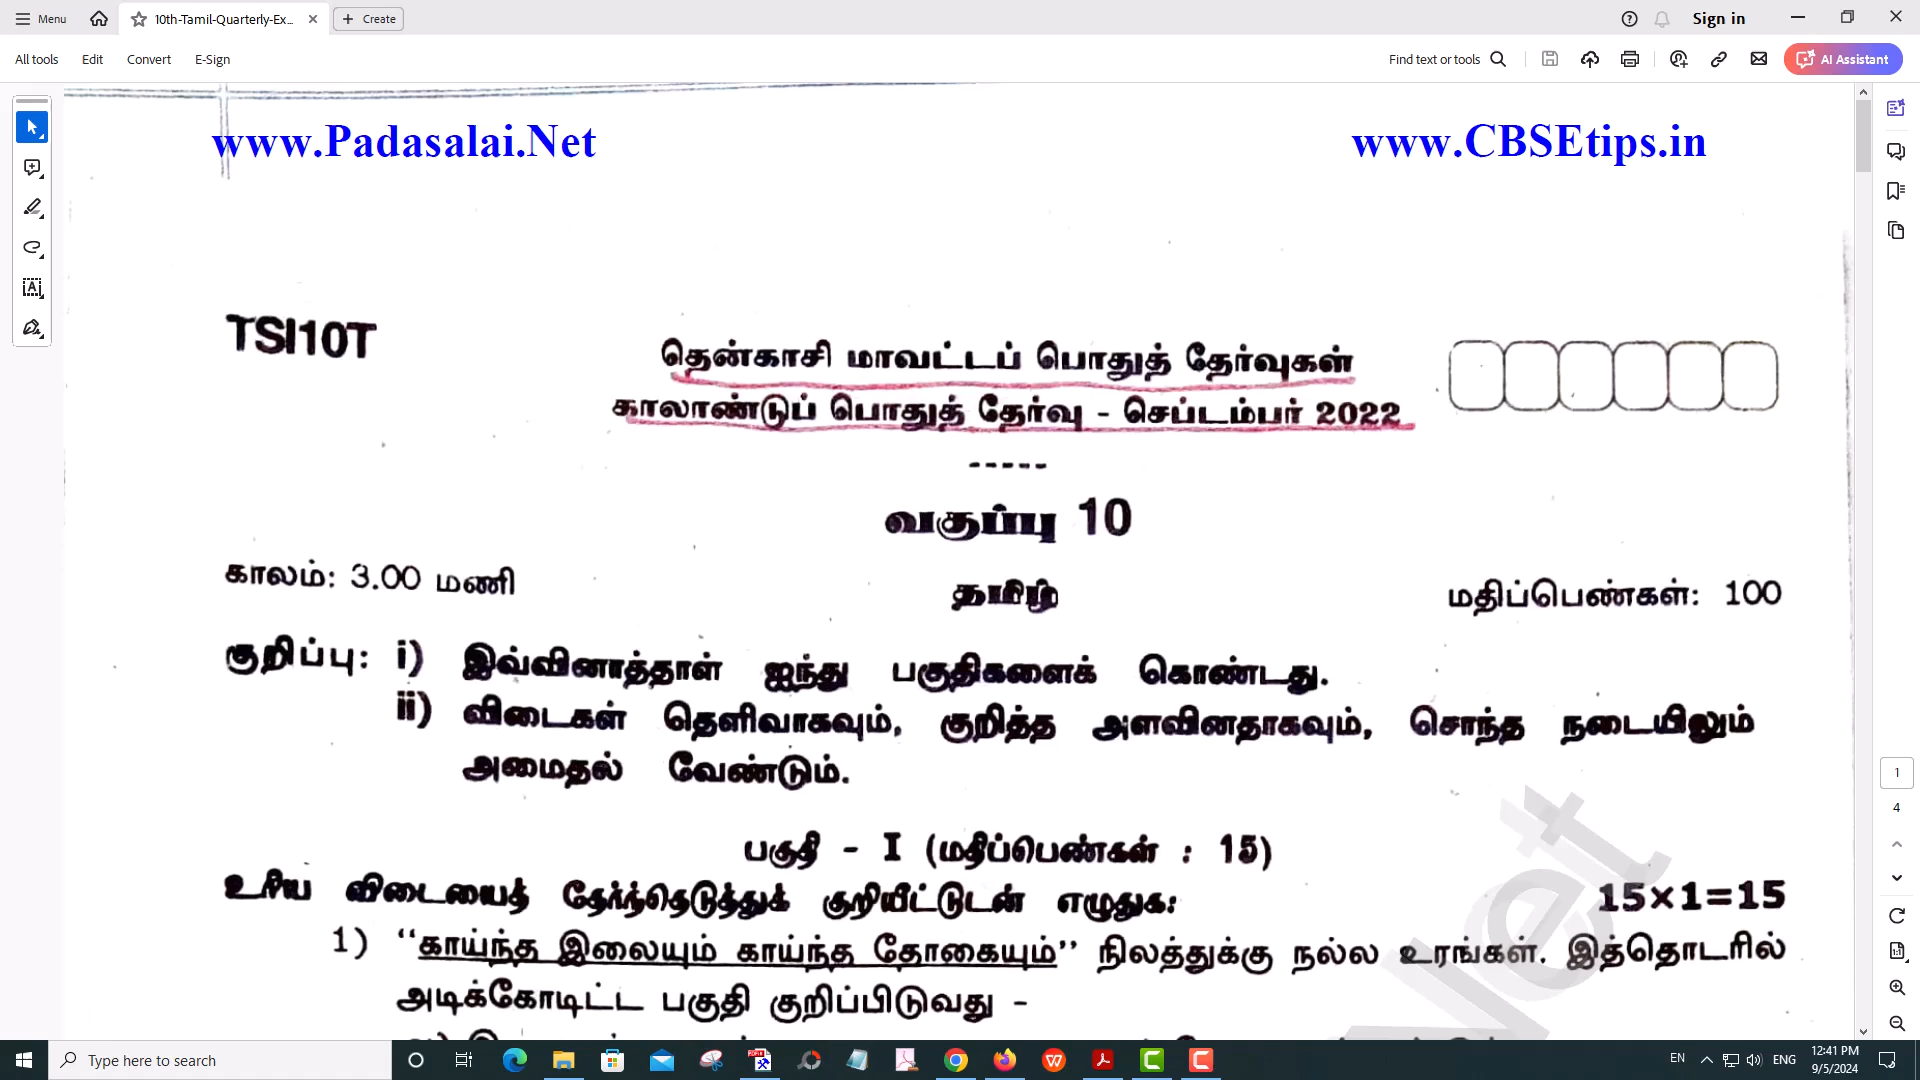 Menu
10th-Tamil-Quarterly-Ex...
Create
Sign in
All tools Edit Convert E-Sign
Find text or tools
AI Assistant
www.Padasalai.Net www.CBSEtips.in
TSI10T
தென்காசி மாவட்டப் பொதுத் தேர்வுகள்
காலாண்டுப் பொதுத் தேர்வு - செப்டம்பர் 2022
-----
வகுப்பு 10
காலம்: 3.00 மணி தமிழ் மதிப்பெண்கள்: 100
குறிப்பு: i) இவ்வினாத்தாள் ஐந்து பகுதிகளைக் கொண்டது.
ii) விடைகள் தெளிவாகவும், குறித்த அளவினதாகவும், சொந்த நடையிலும்
அமைதல் வேண்டும்.
பகுதி - I (மதிப்பெண்கள் : 15)
உரிய விடையைத் தேர்ந்தெடுத்துக் குறியீட்டுடன் எழுதுக: 15×1=15
1) “காய்ந்த இலையும் காய்ந்த தோகையும்” நிலத்துக்கு நல்ல உரங்கள். இத்தொடரில்
அடிக்கோடிட்ட பகுதி குறிப்பிடுவது -
Net
1
4
Type here to search
EN
ENG
12:41 PM
9/5/2024